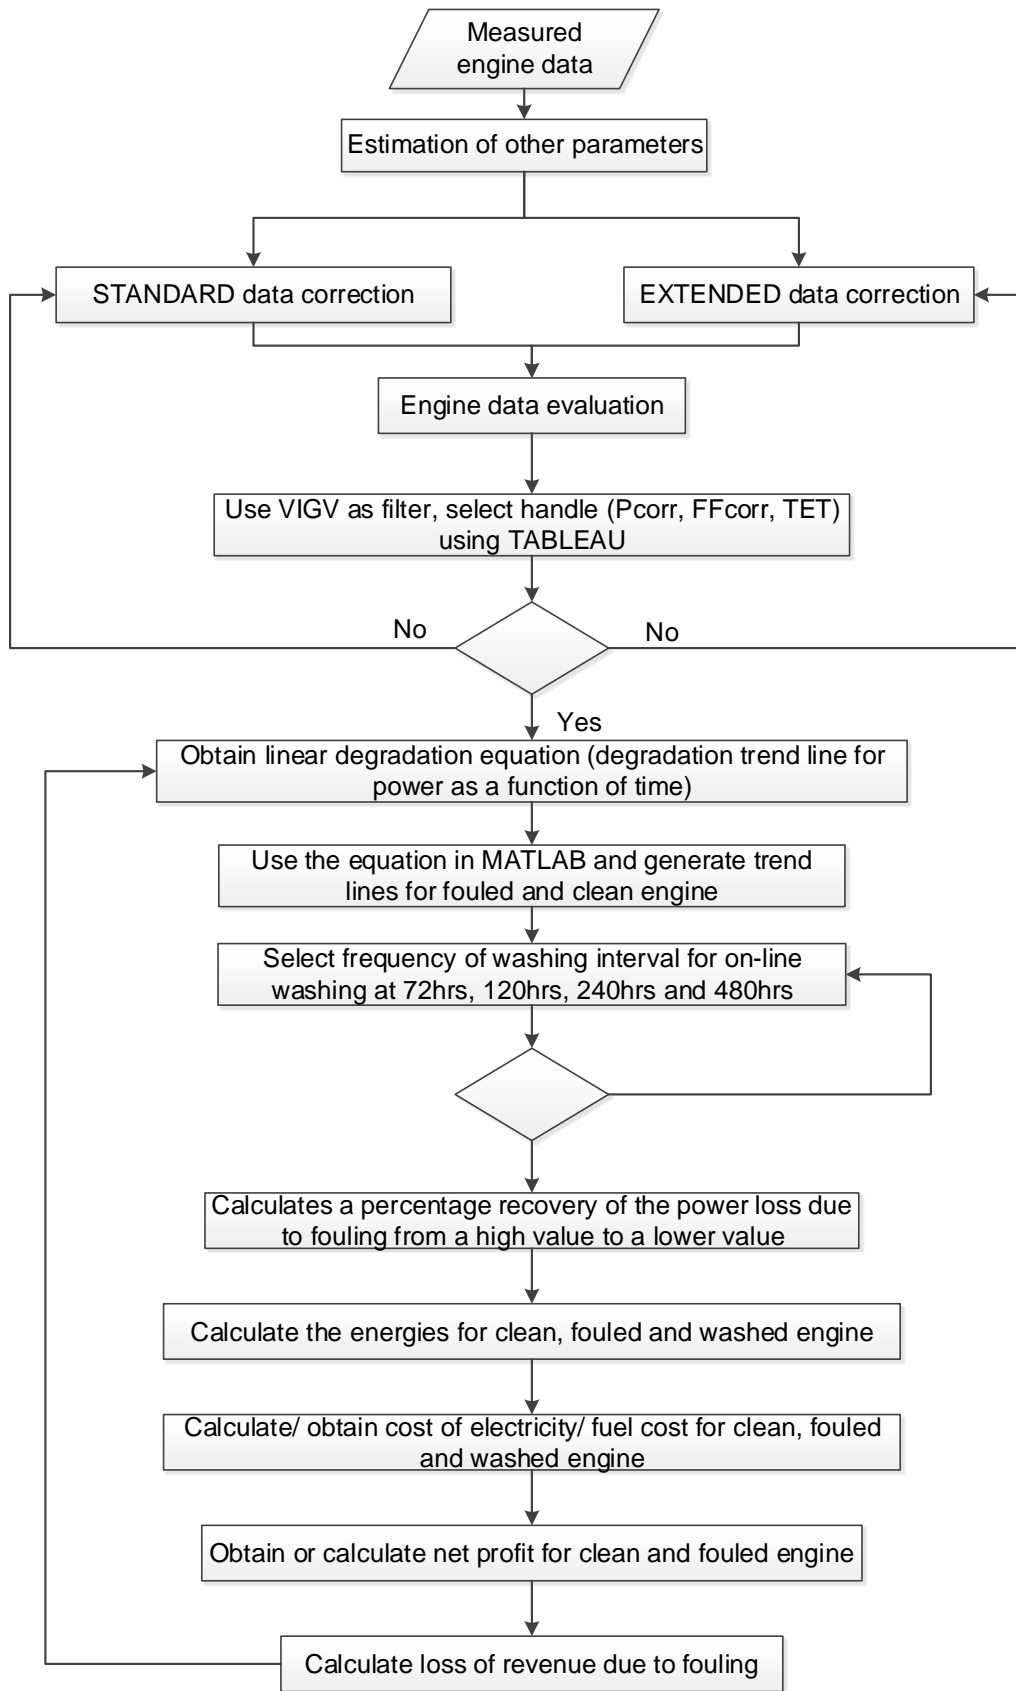 Measured
engine data
Estimation of other parameters
STANDARD data correction
EXTENDED data correction
Engine data evaluation
Use VIGV as filter, select handle (Pcorr, FFcorr, TET)
using TABLEAU
No
No
Yes
Obtain linear degradation equation (degradation trend line for
power as a function of time)
Use the equation in MATLAB and generate trend
lines for fouled and clean engine
Select frequency of washing interval for on-line
washing at 72hrs, 120hrs, 240hrs and 480hrs
Calculates a percentage recovery of the power loss due
to fouling from a high value to a lower value
Calculate the energies for clean, fouled and washed engine
Calculate/ obtain cost of electricity/ fuel cost for clean, fouled
and washed engine
Obtain or calculate net profit for clean and fouled engine
Calculate loss of revenue due to fouling